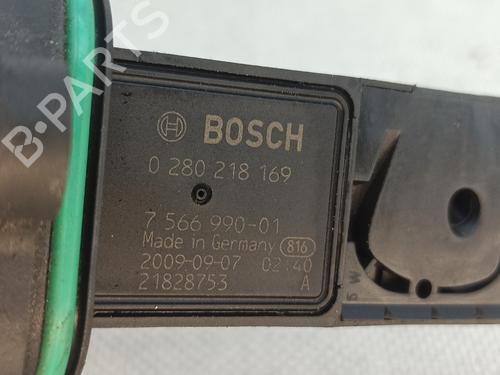 B-PARTS
BOSCH
0 280 218 169
7 566 990-01
Made in Germany 816
2009-09-07 02:40
21828753 A
5 W